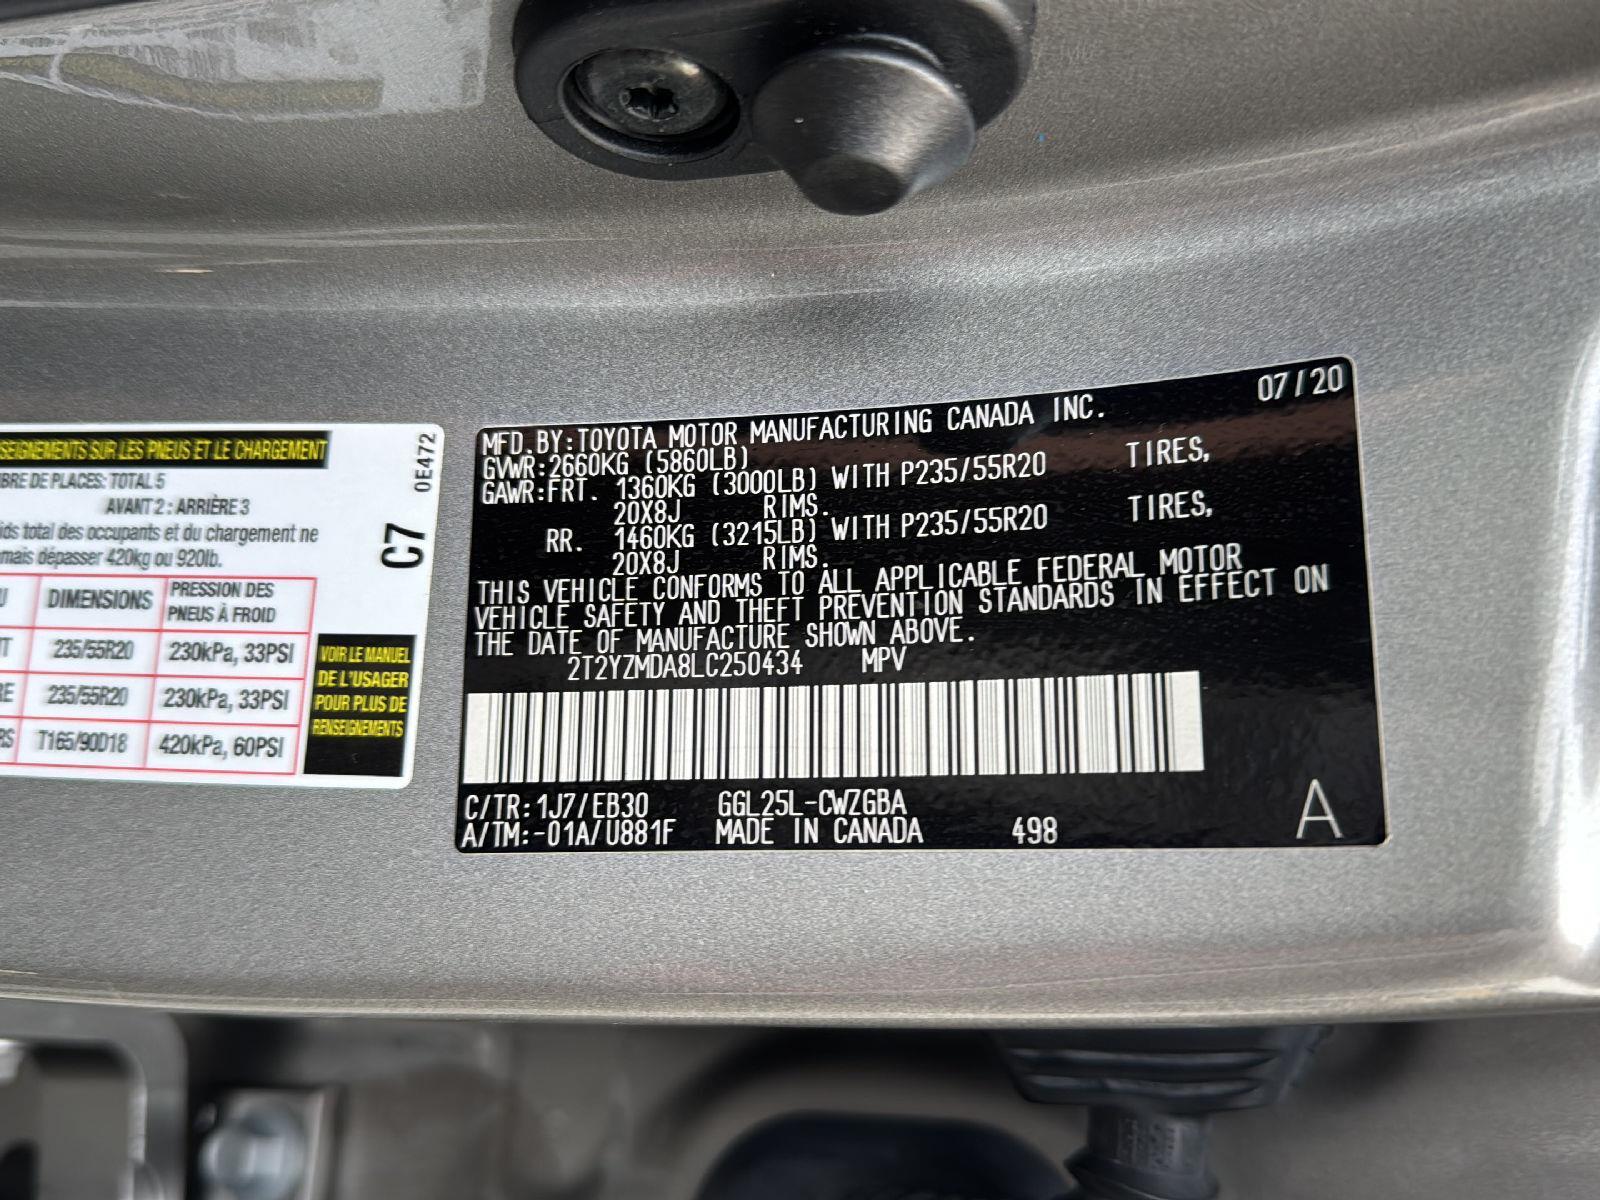 SEIGNEMENTS SUR LES PNEUS ET LE CHARGEMENT
BRE DE PLACES: TOTAL 5
AVANT 2 : ARRIÈRE 3
ids total des occupants et du chargement ne
mais dépasser 420kg ou 920lb.
U DIMENSIONS PRESSION DES PNEUS À FROID
NT 235/55R20 230kPa, 33PSI
RE 235/55R20 230kPa, 33PSI
RS T165/90D18 420kPa, 60PSI
VOIR LE MANUEL
DE L'USAGER
POUR PLUS DE
RENSEIGNEMENTS
C7
0E472
07/20
MFD. BY: TOYOTA MOTOR MANUFACTURING CANADA INC.
GVWR: 2660KG (5860LB)
GAWR: FRT. 1360KG (3000LB) WITH P235/55R20 TIRES,
20X8J RIMS.
RR. 1460KG (3215LB) WITH P235/55R20 TIRES,
20X8J RIMS.
THIS VEHICLE CONFORMS TO ALL APPLICABLE FEDERAL MOTOR
VEHICLE SAFETY AND THEFT PREVENTION STANDARDS IN EFFECT ON
THE DATE OF MANUFACTURE SHOWN ABOVE.
2T2YZMDA8LC250434 MPV
C/TR: 1J7/EB30 GGL25L-CWZGBA
A/TM: -01A/U881F MADE IN CANADA 498 A